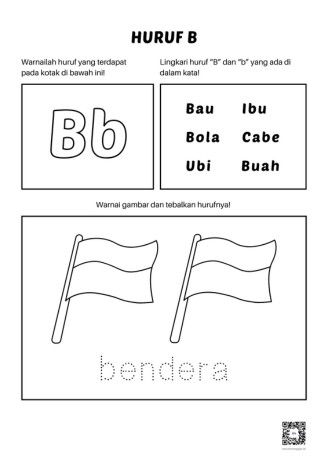 HURUF B
Warnailah huruf yang terdapat
pada kotak di bawah ini!
Lingkari huruf "B" dan "b" yang ada di
dalam kata!
Bb
Bau Ibu
Bola Cabe
Ubi Buah
Warnai gambar dan tebalkan hurufnya!
bendera